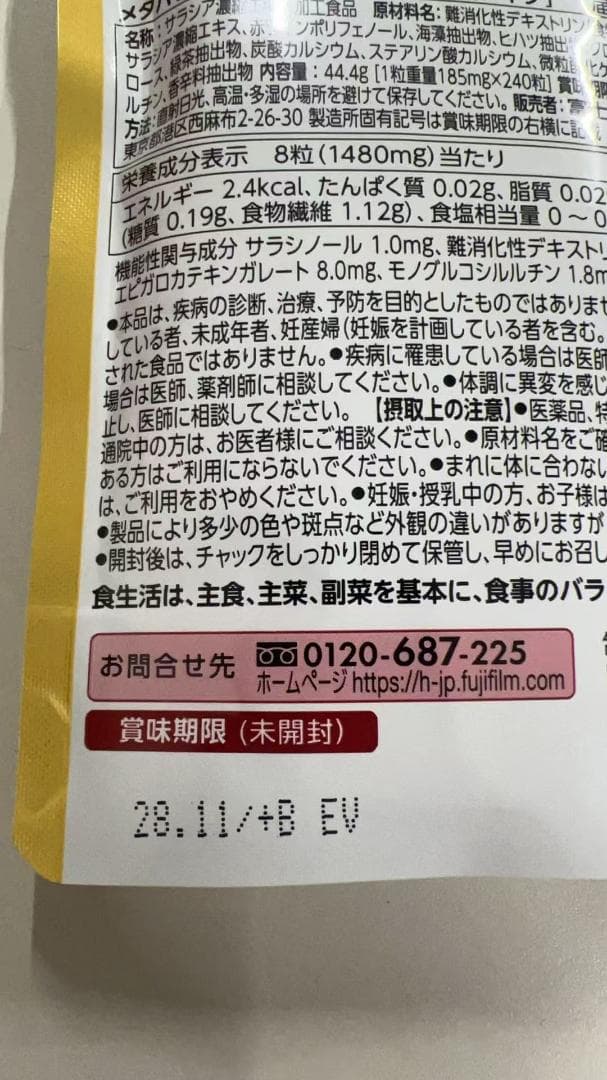 名称:サラシア濃縮 加工食品 原材料名:難消化性デキストリン
サラシア濃縮エキス、赤 ンポリフェノール、海藻抽出物、ヒハツ抽出
ロース、緑茶抽出物、炭酸カルシウム、ステアリン酸カルシウム、微粒
ルチン、香辛料抽出物 内容量:44.4g [1粒重量185mg×240粒] 賞味
方法:直射日光、高温・多湿の場所を避けて保存してください。販売者:富
東京都港区西麻布2-26-30 製造所固有記号は賞味期限の右横に記
栄養成分表示 8粒(1480mg)当たり
エネルギー 2.4kcal、たんぱく質 0.02g、脂質 0.02
(糖質 0.19g、食物繊維 1.12g)、食塩相当量 0～0
機能性関与成分 サラシノール 1.0mg、難消化性デキストリ
エピガロカテキンガレート 8.0mg、モノグルコシルルチン 1.8m
●本品は、疾病の診断、治療、予防を目的としたものではありませ
している者、未成年者、妊産婦(妊娠を計画している者を含む。
された食品ではありません。●疾病に罹患している場合は医師
場合は医師、薬剤師に相談してください。●体調に異変を感じ
止し、医師に相談してください。【摂取上の注意】●医薬品、特
通院中の方は、お医者様にご相談ください。●原材料名をご確
ある方はご利用にならないでください。●まれに体に合わない
は、ご利用をおやめください。●妊娠・授乳中の方、お子様は
●製品により多少の色や斑点など外観の違いがありますが
●開封後は、チャックをしっかり閉めて保管し、早めにお召し
食生活は、主食、主菜、副菜を基本に、食事のバラ
お問合せ先 0120-687-225
ホームページ https://h-jp.fujifilm.com
賞味期限(未開封)
28.11/+B EV